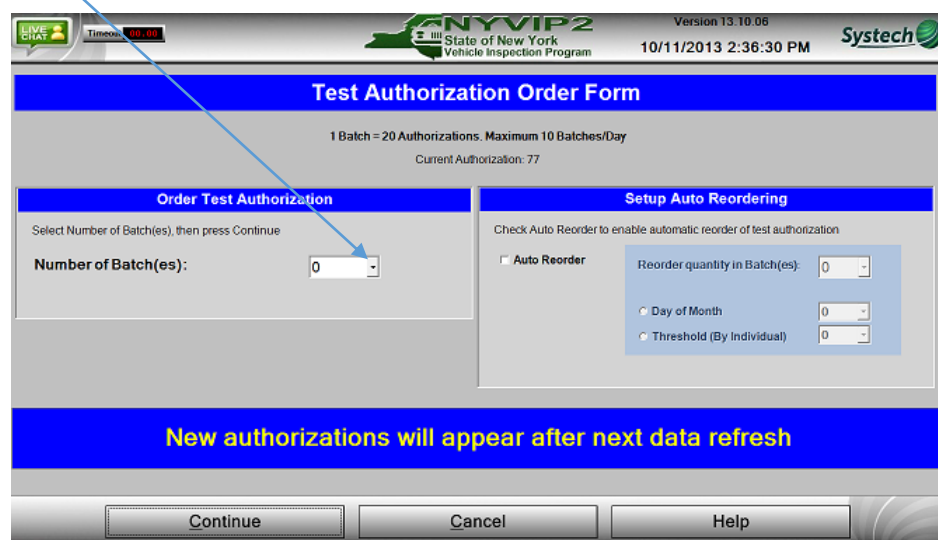 LIVE
CHAT
Timeout 00.00
NYVIP2
State of New York
Vehicle Inspection Program
Version 13.10.06
10/11/2013 2:36:30 PM
Systech
Test Authorization Order Form
1 Batch = 20 Authorizations. Maximum 10 Batches/Day
Current Authorization: 77
Order Test Authorization
Select Number of Batch(es), then press Continue
Number of Batch(es): 0
Setup Auto Reordering
Check Auto Reorder to enable automatic reorder of test authorization
Auto Reorder
Reorder quantity in Batch(es): 0
Day of Month 0
Threshold (By Individual) 0
New authorizations will appear after next data refresh
Continue Cancel Help